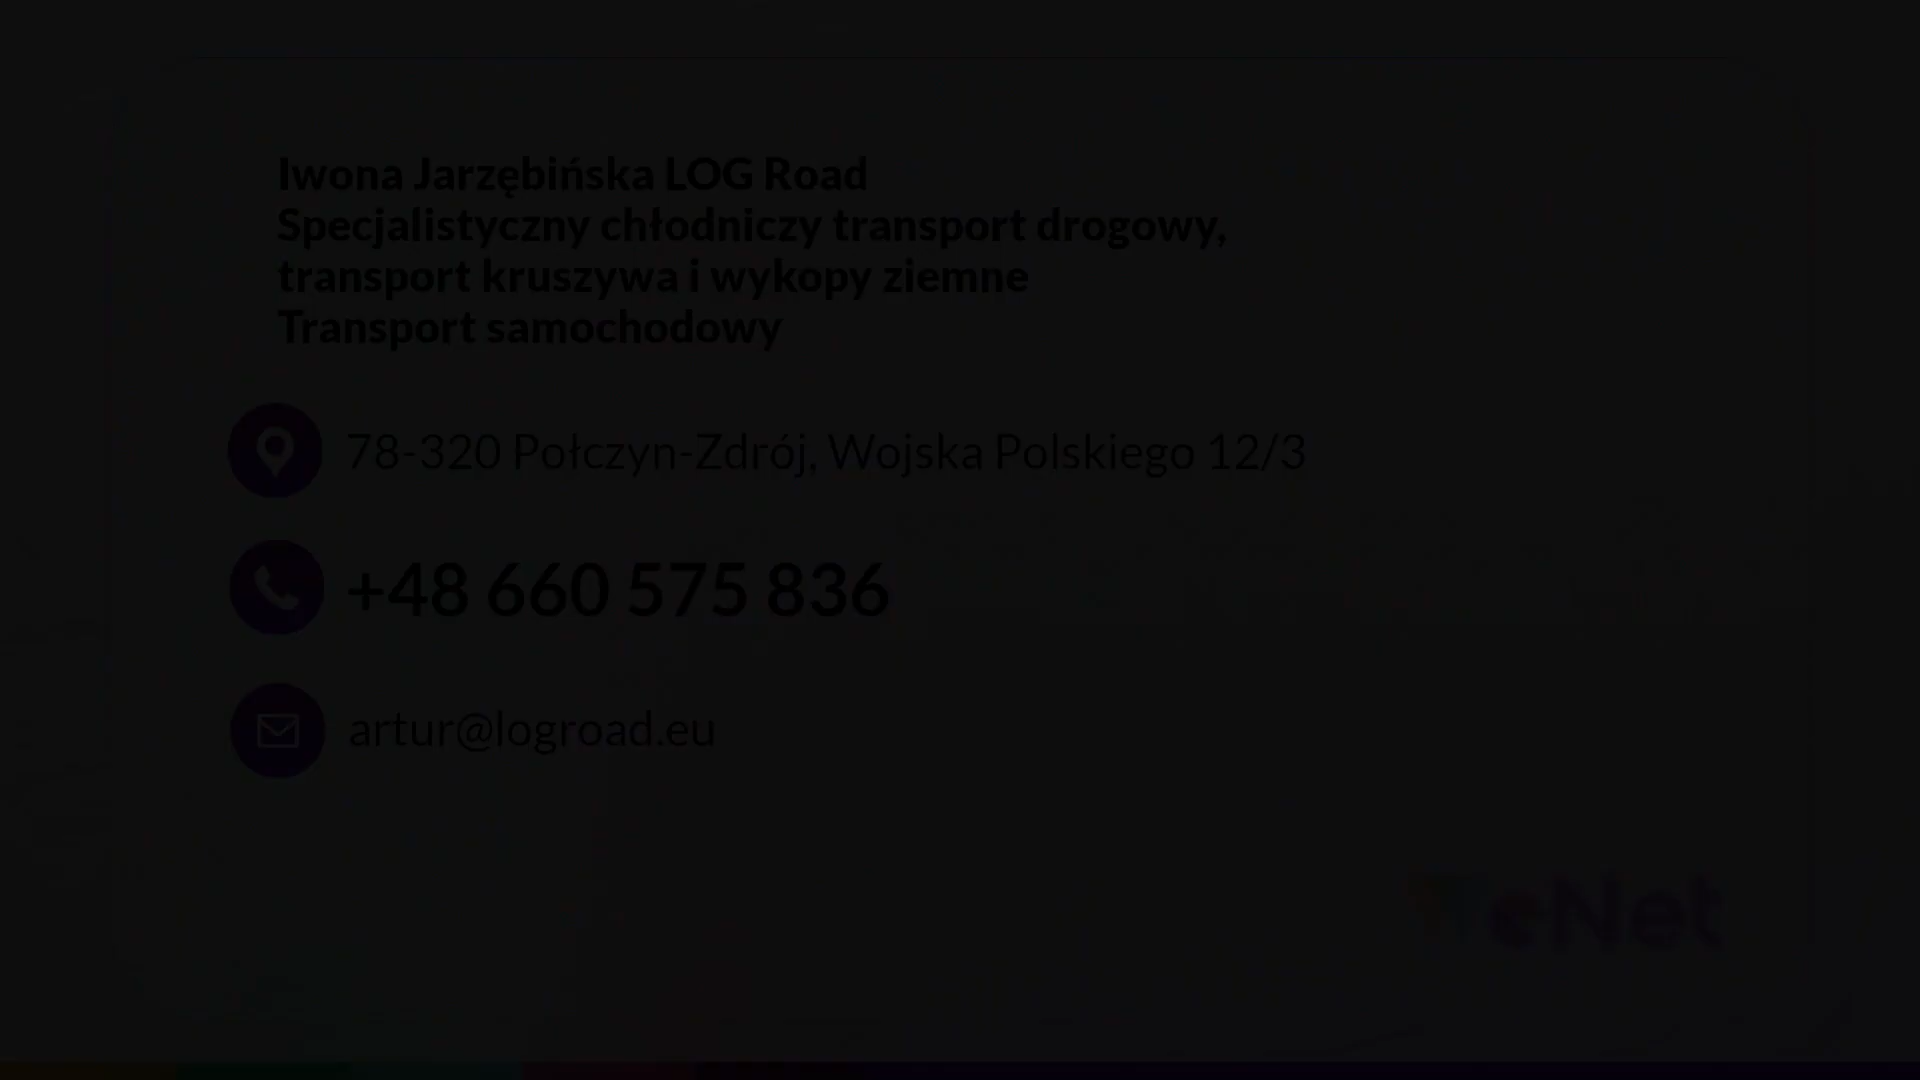 Iwona Jarzębińska LOG Road
Specjalistyczny chłodniczy transport drogowy,
transport kruszywa i wykopy ziemne
Transport samochodowy
78-320 Połczyn-Zdrój, Wojska Polskiego 12/3
+48 660 575 836
artur@logroad.eu
WeNet